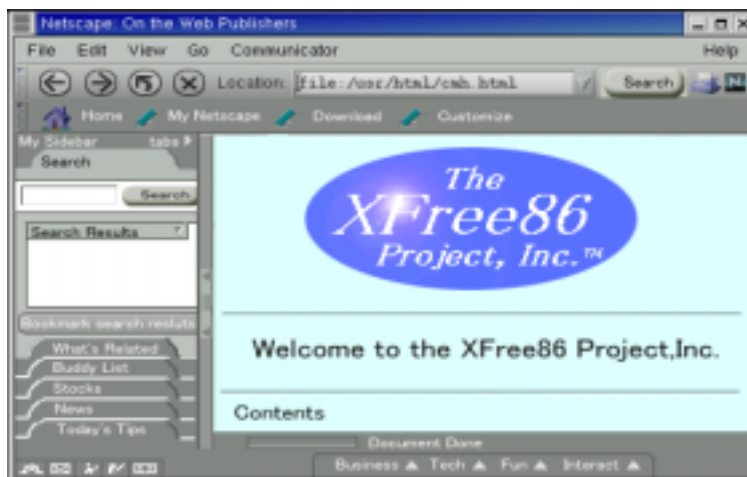 Netscape: On the Web Publishers
File Edit View Go Communicator Help
Location: file:/usr/html/cmh.html Search N
Home My Netscape Download Customize
My Sidebar tabs
Search
Search
Search Results
Bookmark search resluts
What's Related
Buddy List
Stocks
News
Today's Tips
The
XFree86
Project, Inc.™
Welcome to the XFree86 Project,Inc.
Contents
Document Done
Business Tech Fun Interact